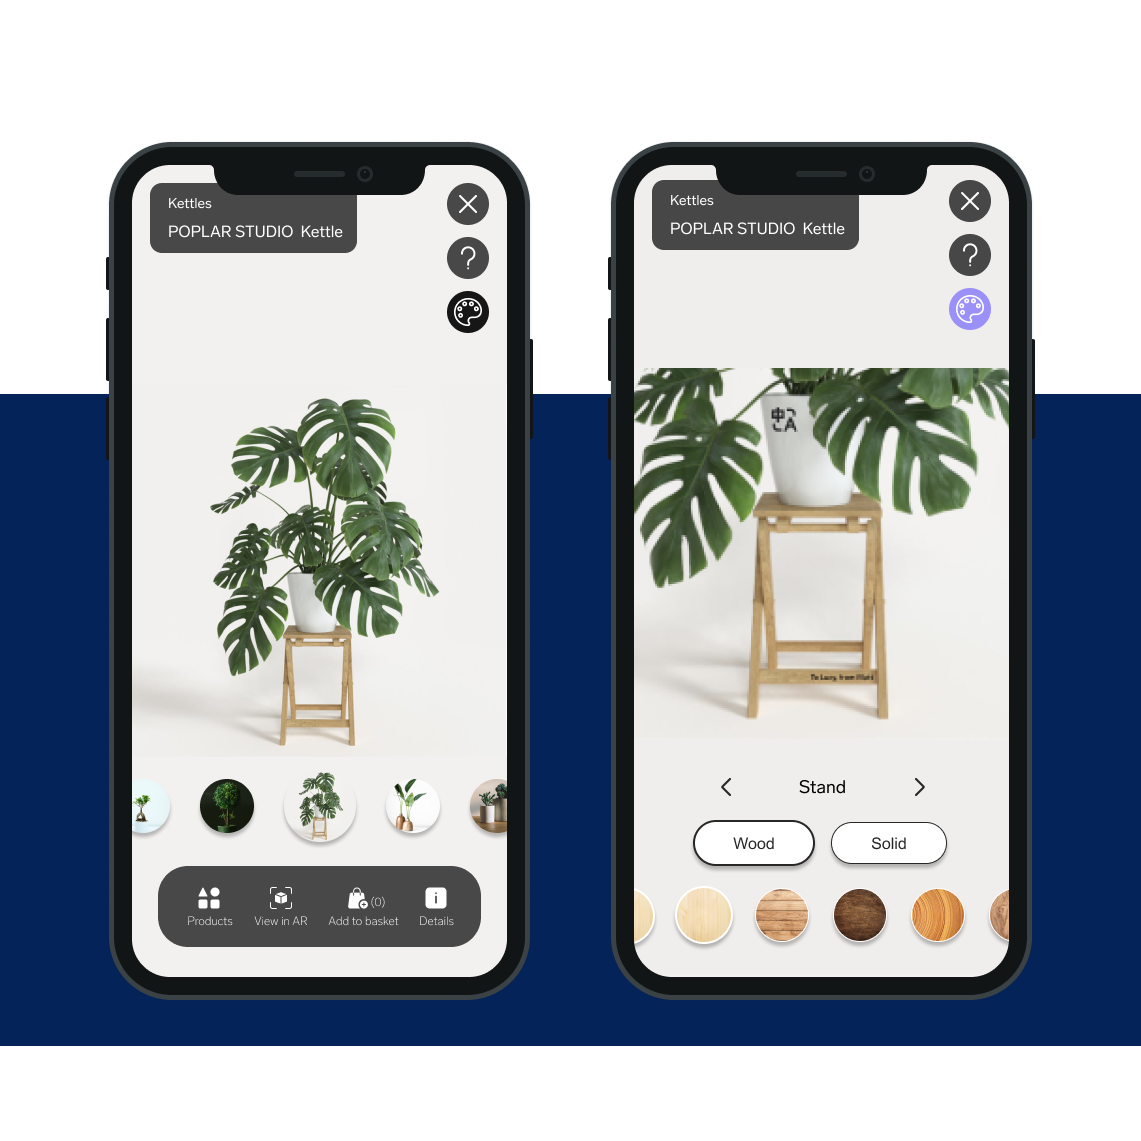 Kettles
POPLAR STUDIO Kettle
(0)
Products
View in AR
Add to basket
Details
Kettles
POPLAR STUDIO Kettle
Stand
Wood
Solid